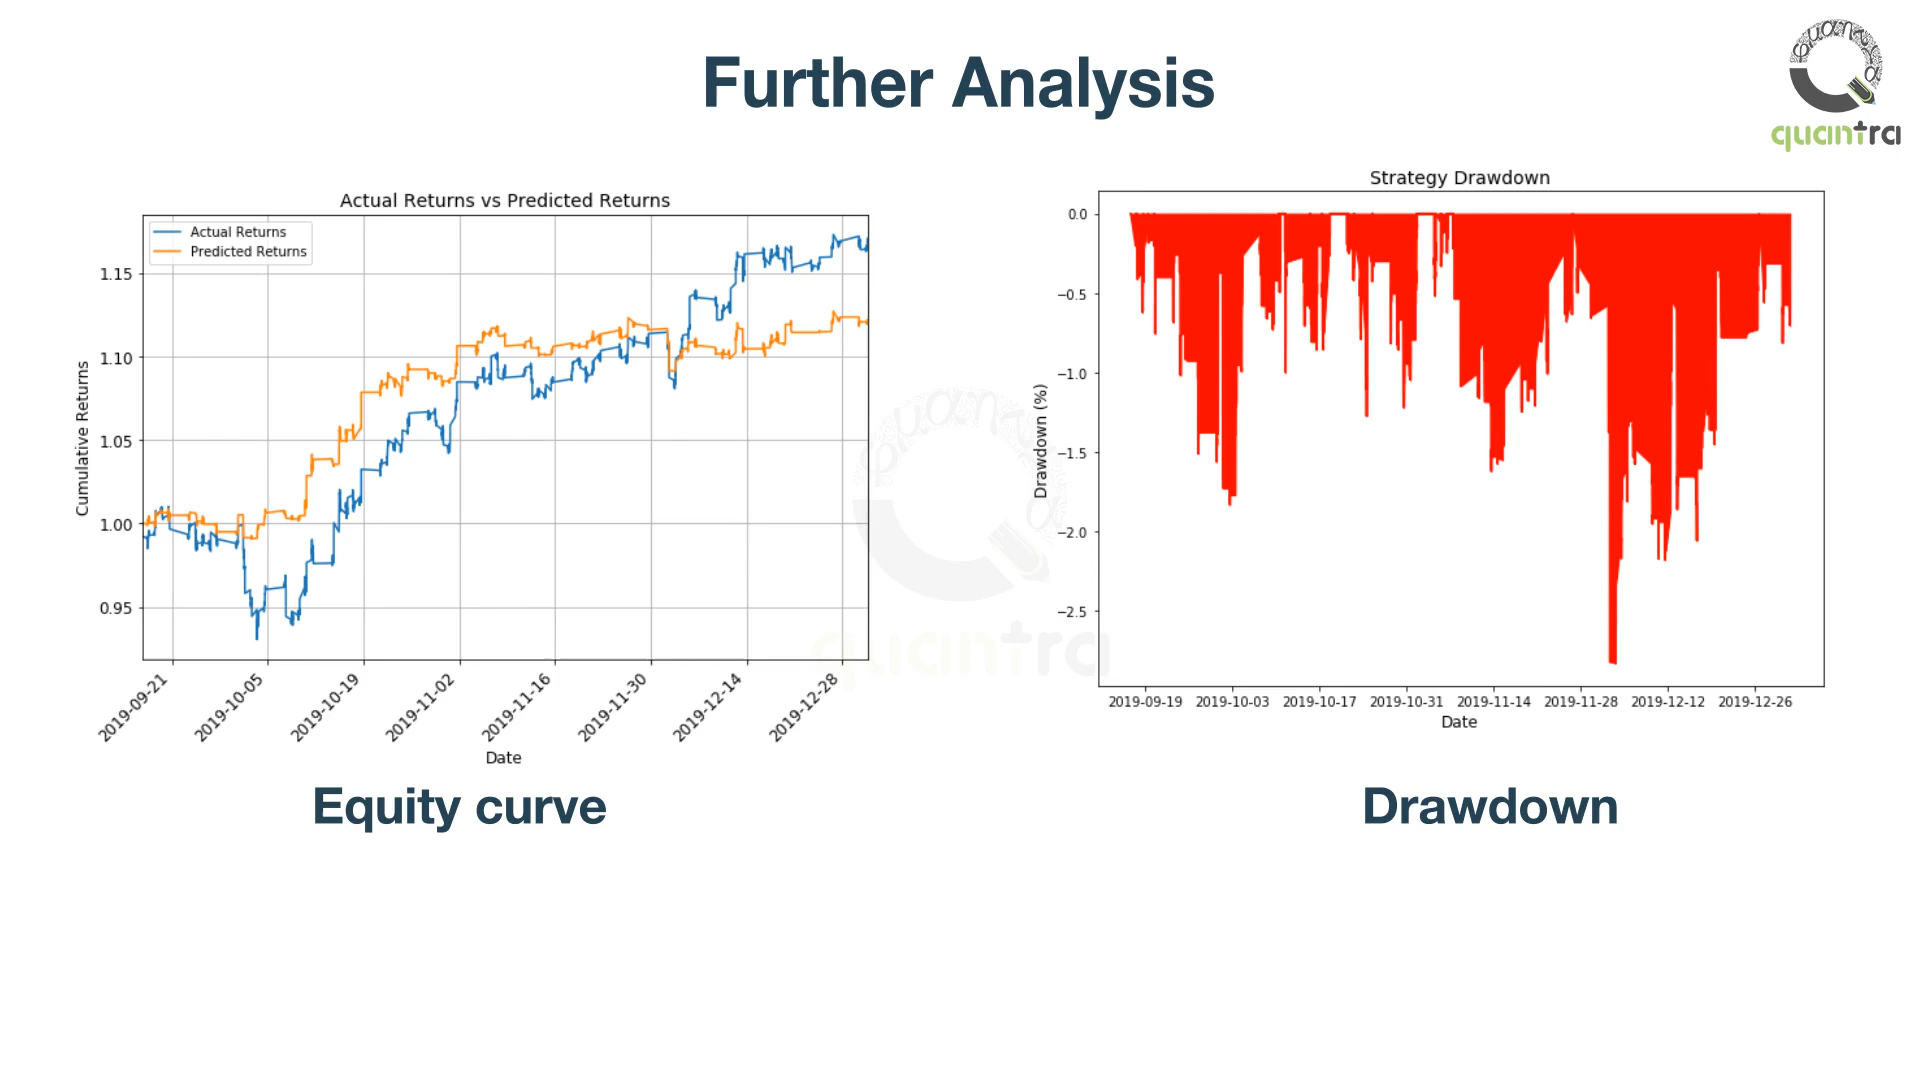 Further Analysis
quantra
Actual Returns vs Predicted Returns
Actual Returns
Predicted Returns
1.15
1.10
1.05
1.00
0.95
Cumulative Returns
2019-09-21
2019-10-05
2019-10-19
2019-11-02
2019-11-16
2019-11-30
2019-12-14
2019-12-28
Date
Equity curve
Strategy Drawdown
0.0
−0.5
−1.0
−1.5
−2.0
−2.5
Drawdown (%)
2019-09-19 2019-10-03 2019-10-17 2019-10-31 2019-11-14 2019-11-28 2019-12-12 2019-12-26
Date
Drawdown
quantra